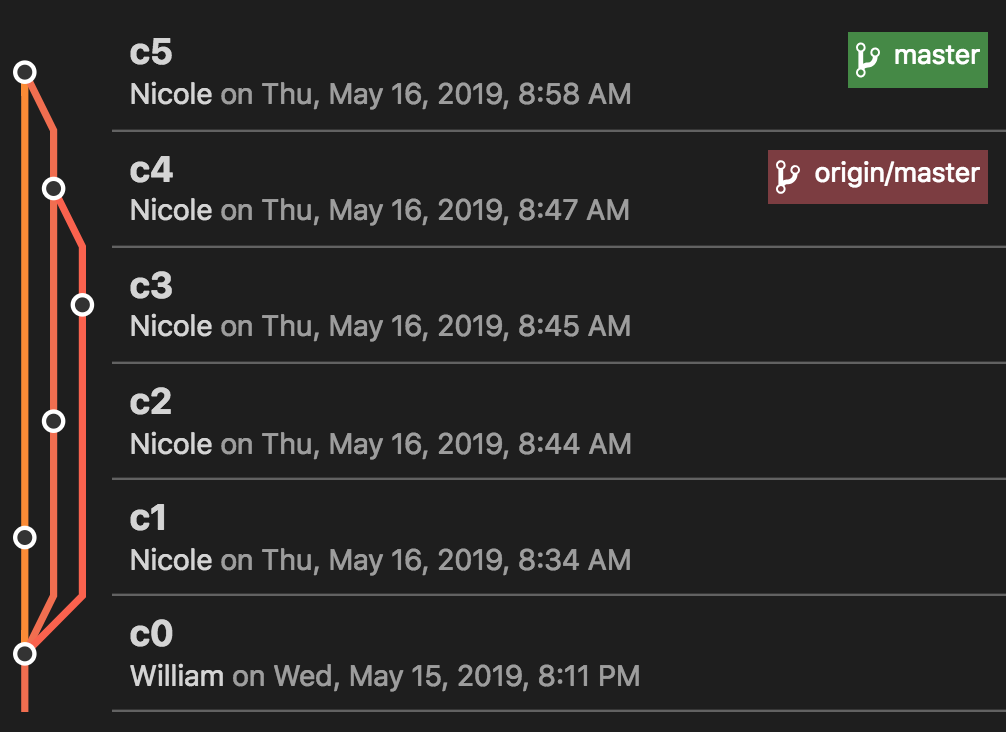 c5
master
Nicole on Thu, May 16, 2019, 8:58 AM
c4
origin/master
Nicole on Thu, May 16, 2019, 8:47 AM
c3
Nicole on Thu, May 16, 2019, 8:45 AM
c2
Nicole on Thu, May 16, 2019, 8:44 AM
c1
Nicole on Thu, May 16, 2019, 8:34 AM
c0
William on Wed, May 15, 2019, 8:11 PM